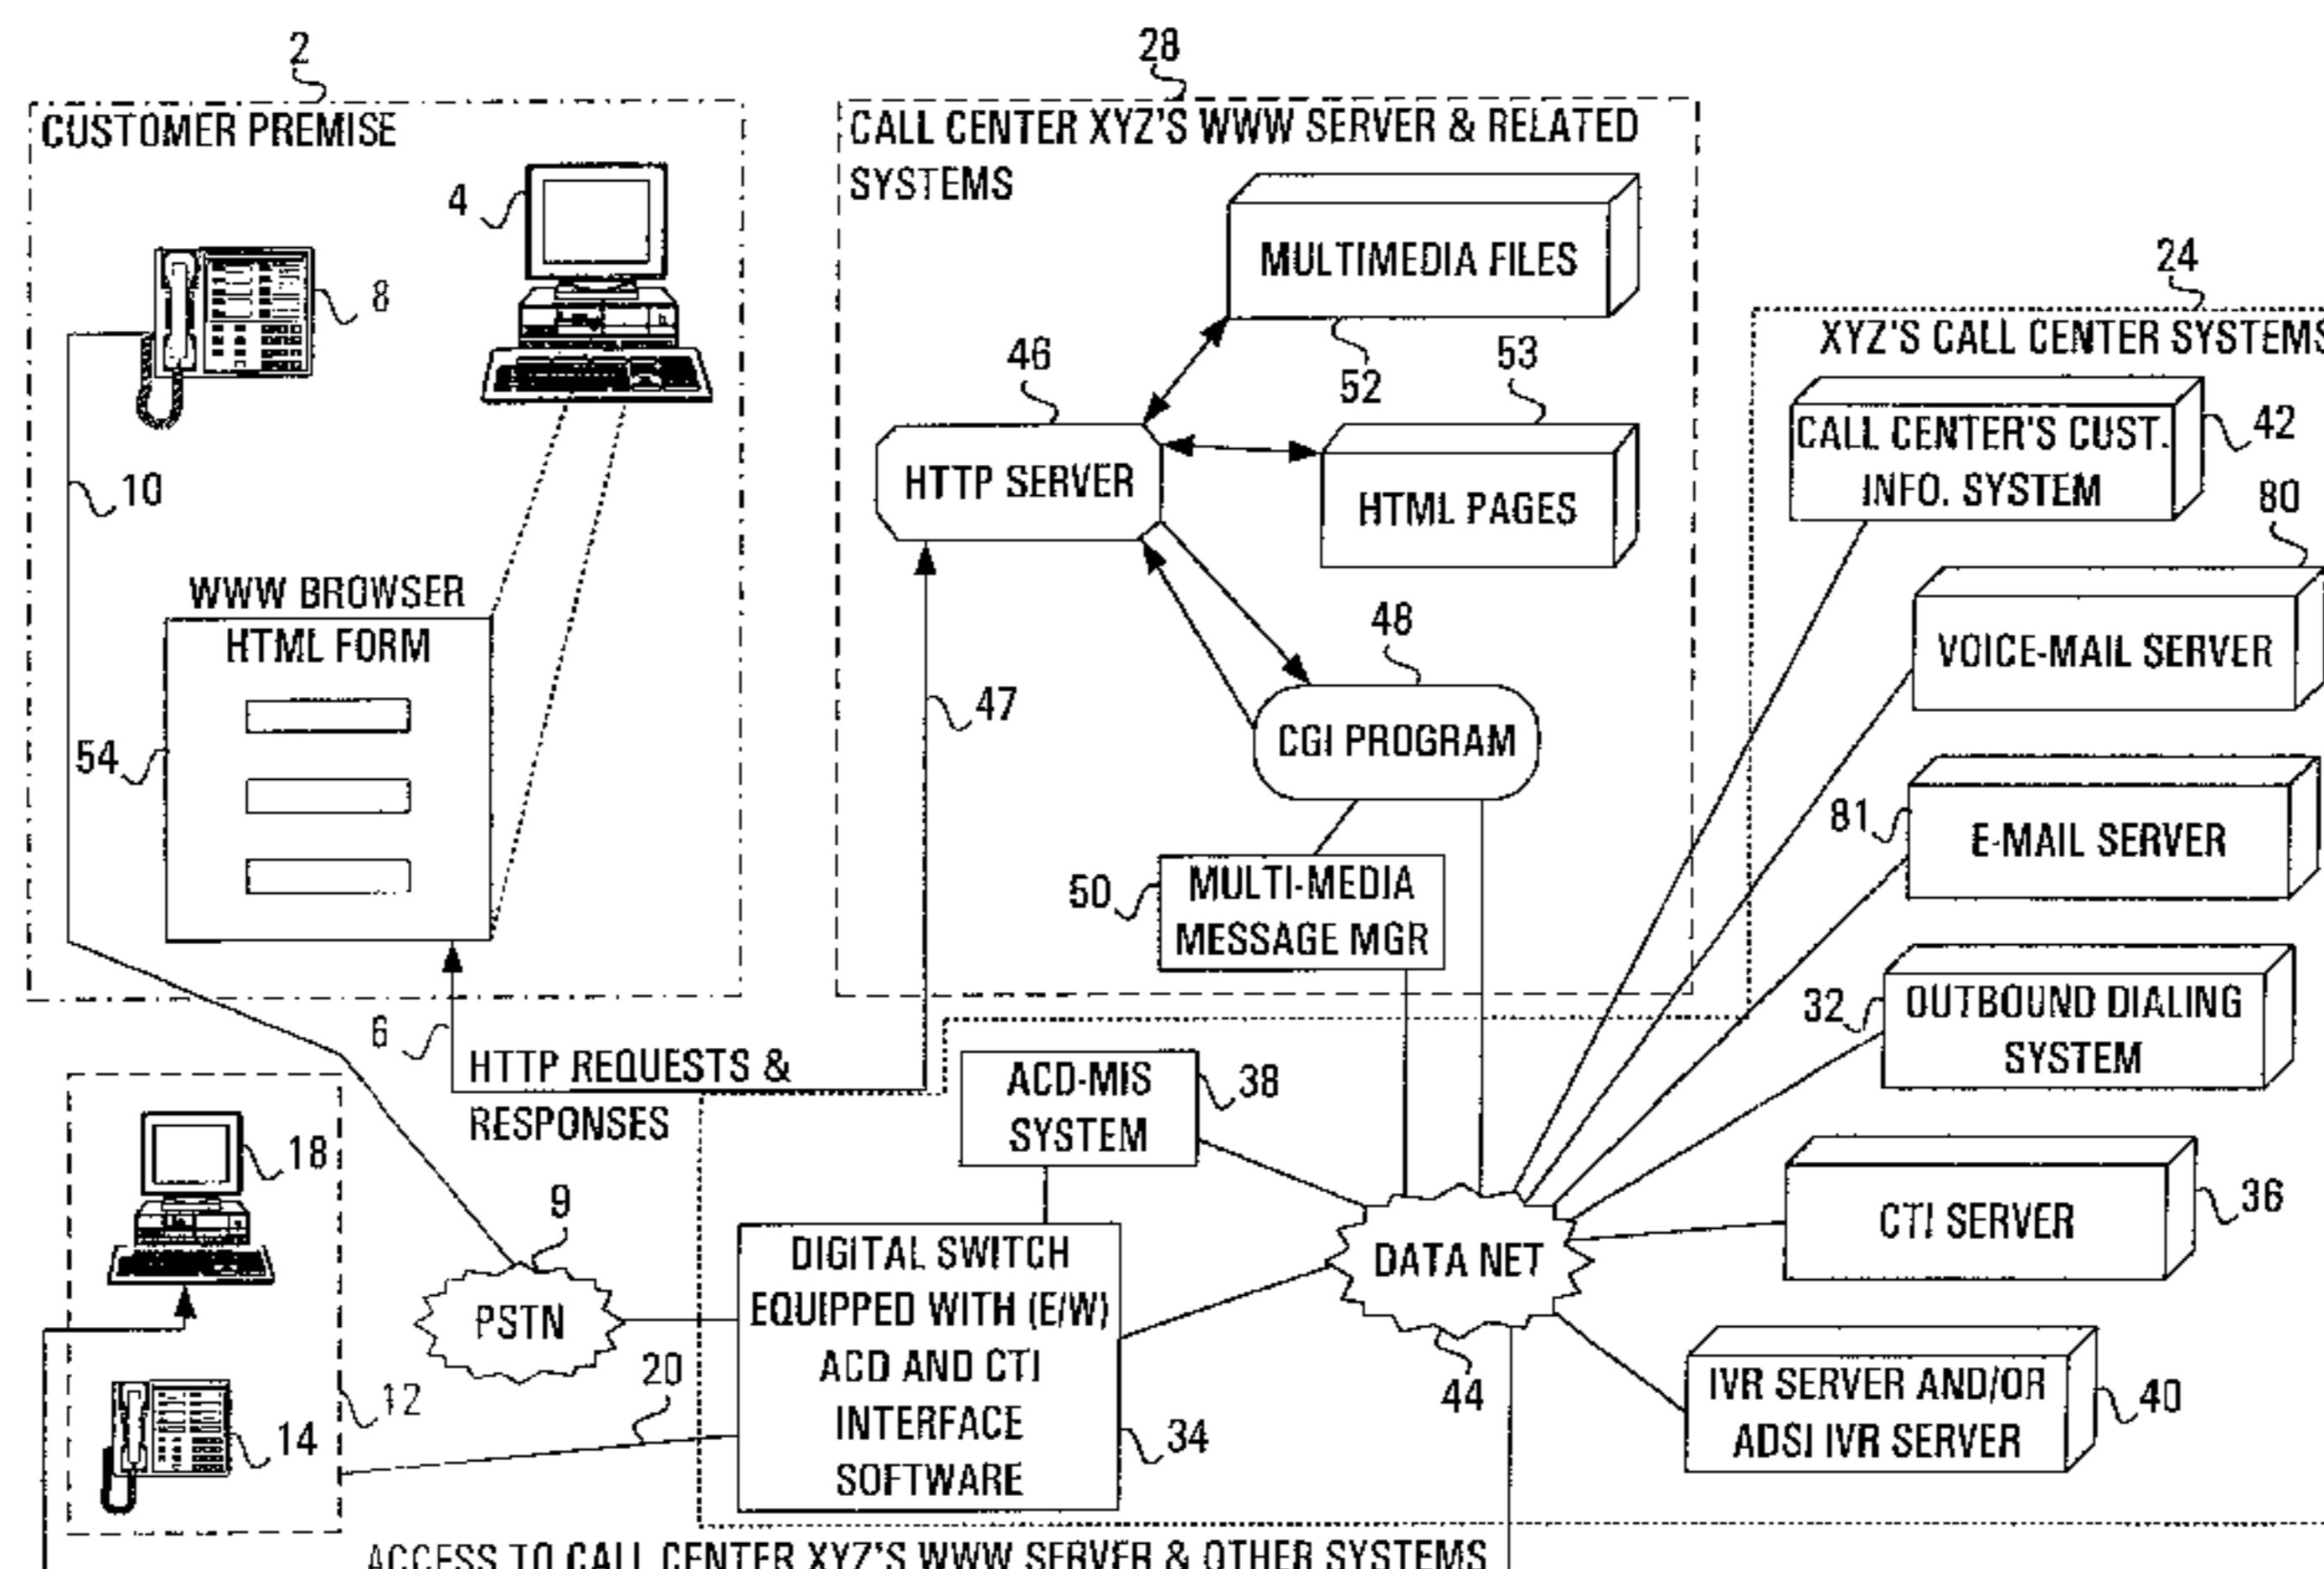 2
28
CUSTOMER PREMISE
CALL CENTER XYZ'S WWW SERVER & RELATED
SYSTEMS
4
8
MULTIMEDIA FILES
24
XYZ'S CALL CENTER SYSTEMS
46
52
53
CALL CENTER'S CUST.
INFO. SYSTEM
42
10
HTTP SERVER
HTML PAGES
80
WWW BROWSER
HTML FORM
48
VOICE-MAIL SERVER
47
54
CGI PROGRAM
81
E-MAIL SERVER
50
MULTI-MEDIA
MESSAGE MGR
6
32
OUTBOUND DIALING
SYSTEM
HTTP REQUESTS &
RESPONSES
ACD-MIS
SYSTEM
38
18
9
CTI SERVER
36
PSTN
DIGITAL SWITCH
EQUIPPED WITH (E/W)
ACD AND CTI
INTERFACE
SOFTWARE
DATA NET
20
12
44
IVR SERVER AND/OR
ADSI IVR SERVER
40
14
34
ACCESS TO CALL CENTER XYZ'S WWW SERVER & OTHER SYSTEMS